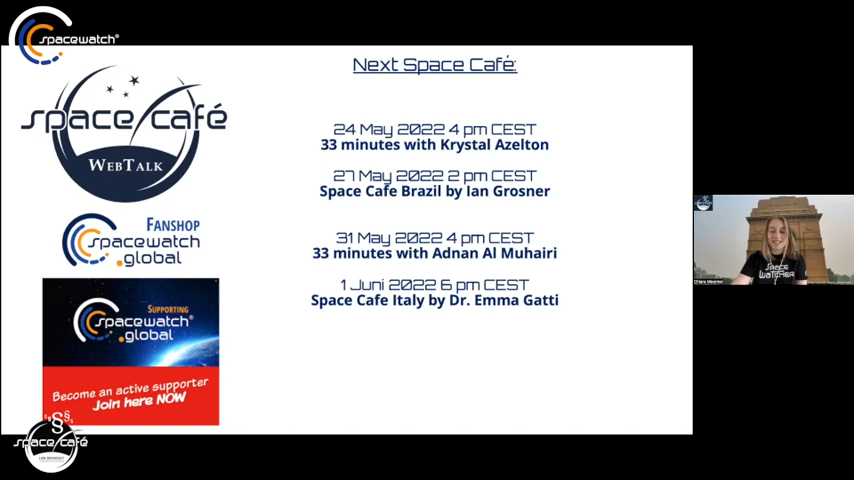 spacewatch®
Next Space Café:
space café
WEBTALK
24 May 2022 4 pm CEST
33 minutes with Krystal Azelton
27 May 2022 2 pm CEST
Space Cafe Brazil by Ian Grosner
FANSHOP
spacewatch
.global
31 May 2022 4 pm CEST
33 minutes with Adnan Al Muhairi
1 Juni 2022 6 pm CEST
Space Cafe Italy by Dr. Emma Gatti
SUPPORTING
spacewatch®
.global
Become an active supporter
Join here NOW
§§§
space café
SPACE
WATCHER